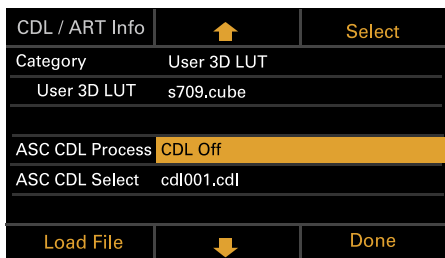 CDL / ART Info Select
Category User 3D LUT
User 3D LUT s709.cube
ASC CDL Process CDL Off
ASC CDL Select cdl001.cdl
Load File Done